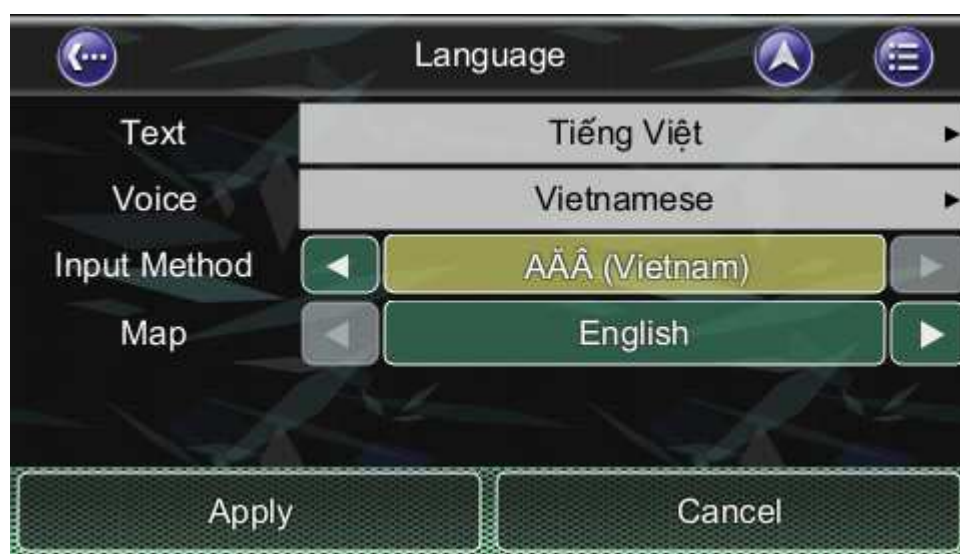 Language
Text Tiếng Việt
Voice Vietnamese
Input Method AĂÂ (Vietnam)
Map English
Apply Cancel